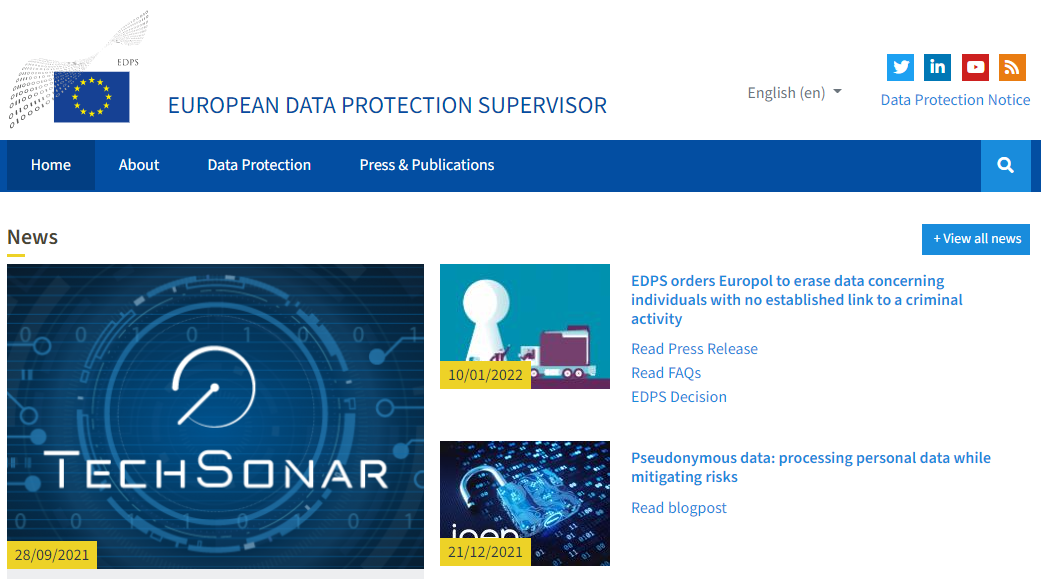 EDPS
EUROPEAN DATA PROTECTION SUPERVISOR
English (en)
Data Protection Notice
Home
About
Data Protection
Press & Publications
News
+ View all news
TECHSONAR
28/09/2021
10/01/2022
EDPS orders Europol to erase data concerning
individuals with no established link to a criminal
activity
Read Press Release
Read FAQs
EDPS Decision
21/12/2021
Pseudonymous data: processing personal data while
mitigating risks
Read blogpost